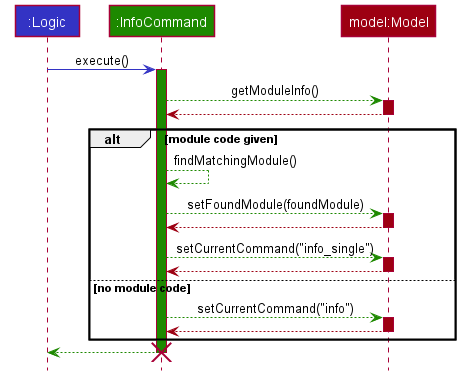 :Logic
:InfoCommand
model:Model
execute()
getModuleInfo()
alt
[module code given]
findMatchingModule()
setFoundModule(foundModule)
setCurrentCommand("info_single")
[no module code]
setCurrentCommand("info")